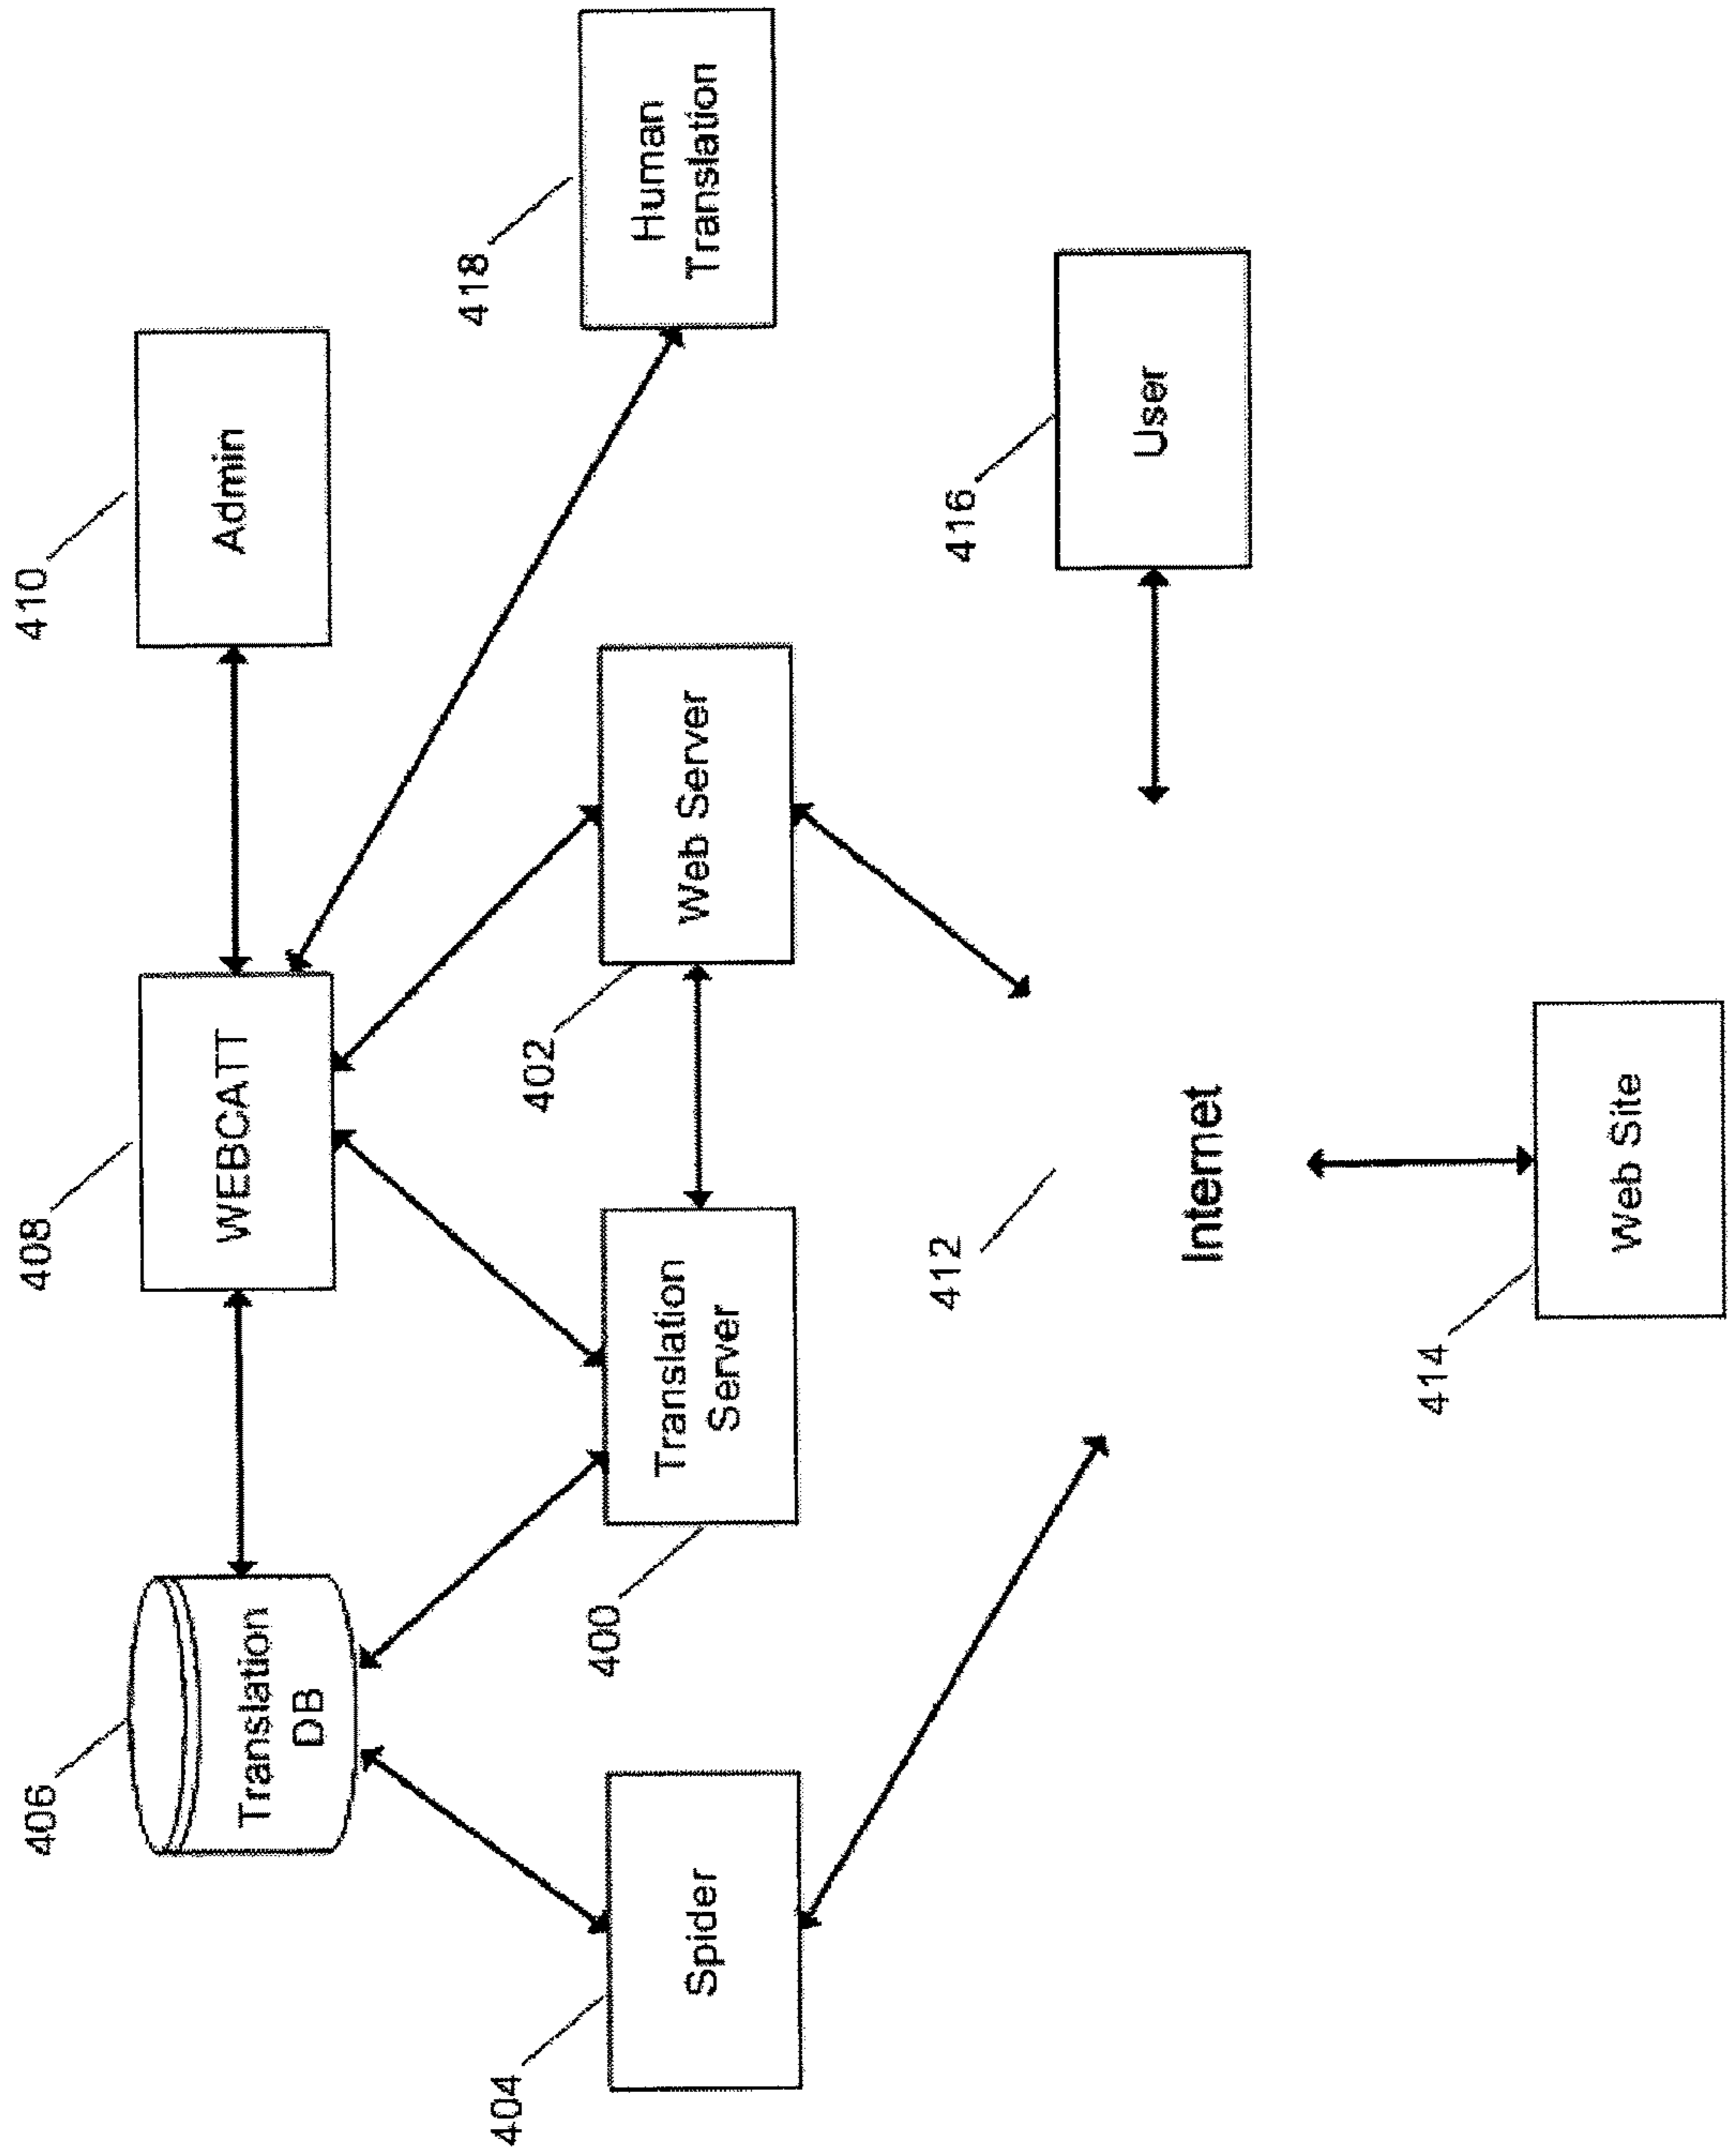 406
408
410
Translation
DB
WEBCATT
Admin
404
400
402
418
Spider
Translation
Server
Web Server
Human
Translation
412
416
Internet
User
414
Web Site